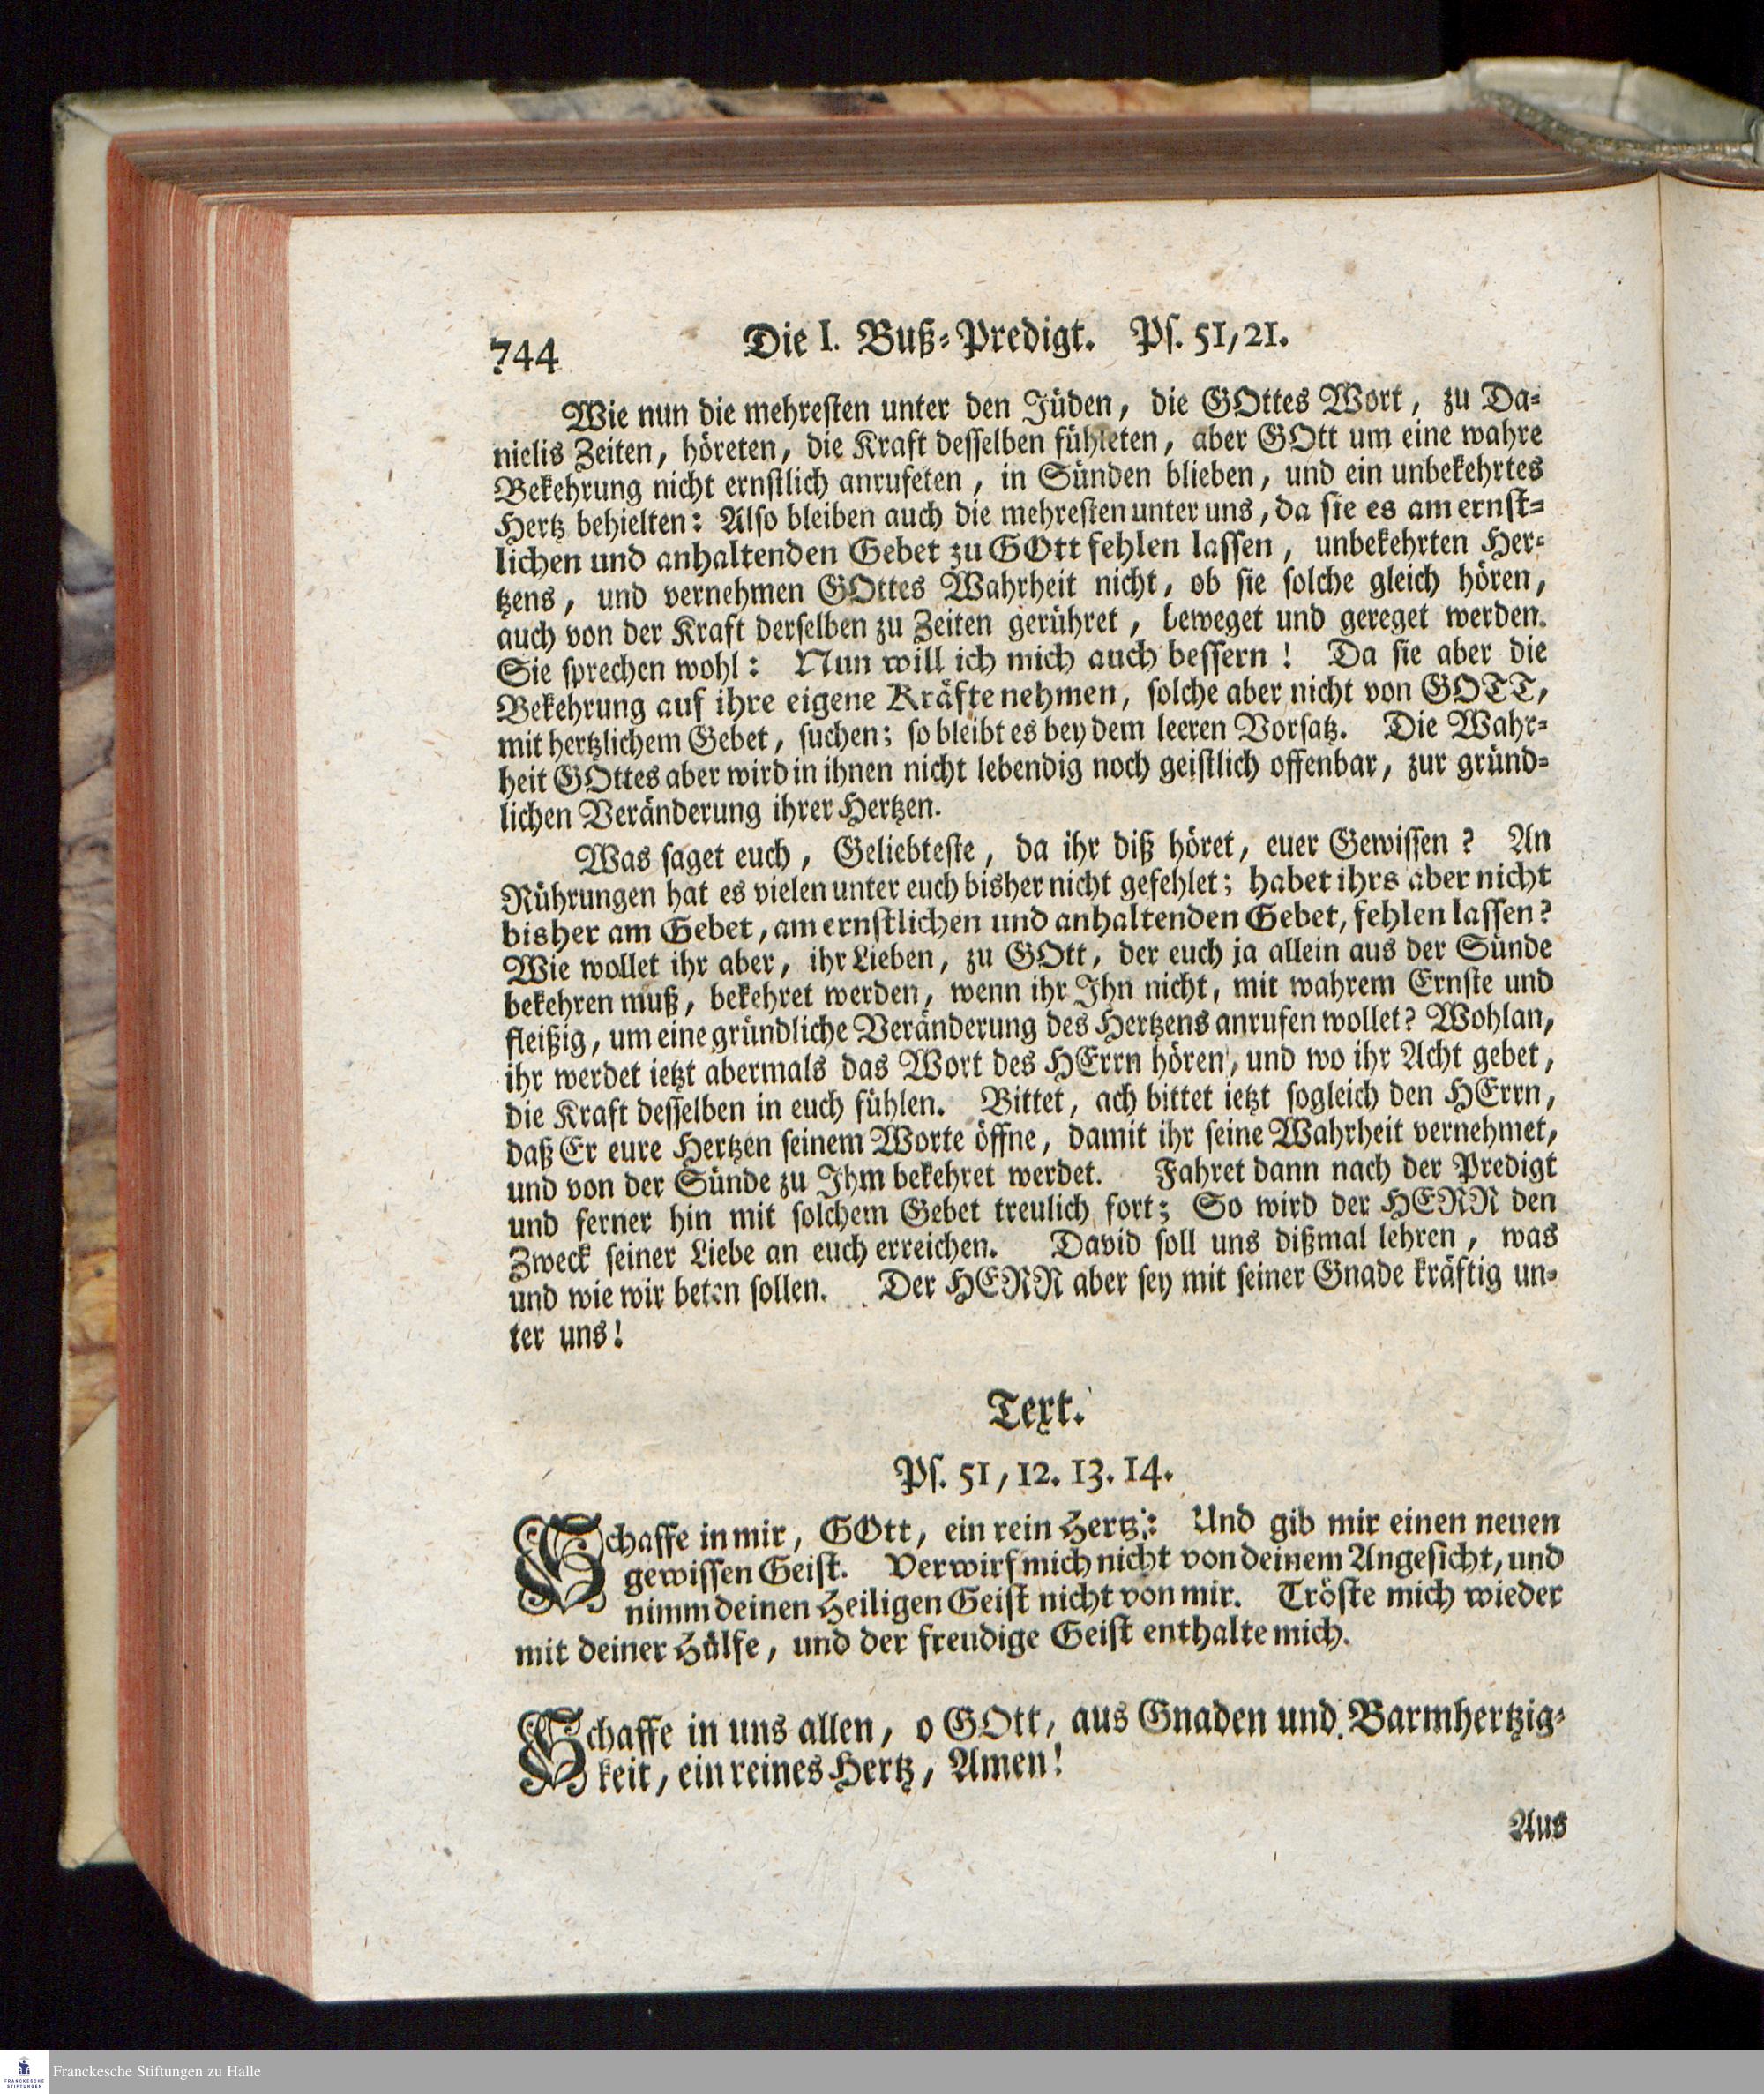 744
Die I. Buß-Predigt. Ps. 51, 21.
Wie nun die mehresten unter den Jüden, die GOttes Wort, zu Da-
nielis Zeiten, höreten, die Kraft desselben fühleten, aber GOtt um eine wahre
Bekehrung nicht ernstlich anrufeten, in Sünden blieben, und ein unbekehrtes
Hertz behielten: Also bleiben auch die mehresten unter uns, da sie es am ernst-
lichen und anhaltenden Gebet zu GOtt fehlen lassen, unbekehrten Her-
tzens, und vernehmen GOttes Wahrheit nicht, ob sie solche gleich hören,
auch von der Kraft derselben zu Zeiten gerühret, beweget und gereget werden.
Sie sprechen wohl: Nun will ich mich auch bessern! Da sie aber die
Bekehrung auf ihre eigene Kräfte nehmen, solche aber nicht von GOTT,
mit hertzlichem Gebet, suchen; so bleibt es bey dem leeren Vorsatz. Die Wahr-
heit GOttes aber wird in ihnen nicht lebendig noch geistlich offenbar, zur gründ-
lichen Veränderung ihrer Hertzen.
Was saget euch, Geliebteste, da ihr diß höret, euer Gewissen? An
Rührungen hat es vielen unter euch bisher nicht gefehlet; habet ihrs aber nicht
bisher am Gebet, am ernstlichen und anhaltenden Gebet, fehlen lassen?
Wie wollet ihr aber, ihr Lieben, zu GOtt, der euch ja allein aus der Sünde
bekehren muß, bekehret werden, wenn ihr Ihn nicht, mit wahrem Ernste und
fleißig, um eine gründliche Veränderung des Hertzens anrufen wollet? Wohlan,
ihr werdet ietzt abermals das Wort des HErrn hören, und wo ihr Acht gebet,
die Kraft desselben in euch fühlen. Bittet, ach bittet ietzt sogleich den HErrn,
daß Er eure Hertzen seinem Worte öffne, damit ihr seine Wahrheit vernehmet,
und von der Sünde zu Ihm bekehret werdet. Fahret dann nach der Predigt
und ferner hin mit solchem Gebet treulich fort; So wird der HERR den
Zweck seiner Liebe an euch erreichen. David soll uns dißmal lehren, was
und wie wir beten sollen. Der HERR aber sey mit seiner Gnade kräftig un-
ter uns!
Text.
Ps. 51, 12. 13. 14.
Schaffe in mir, GOtt, ein rein Hertz: Und gib mir einen neuen
gewissen Geist. Verwirf mich nicht von deinem Angesicht, und
nimm deinen Heiligen Geist nicht von mir. Tröste mich wieder
mit deiner Hülfe, und der freudige Geist enthalte mich.
Schaffe in uns allen, o GOtt, aus Gnaden und Barmhertzig-
keit, ein reines Hertz, Amen!
Aus
FRANCKESCHE
STIFTUNGEN
Franckesche Stiftungen zu Halle